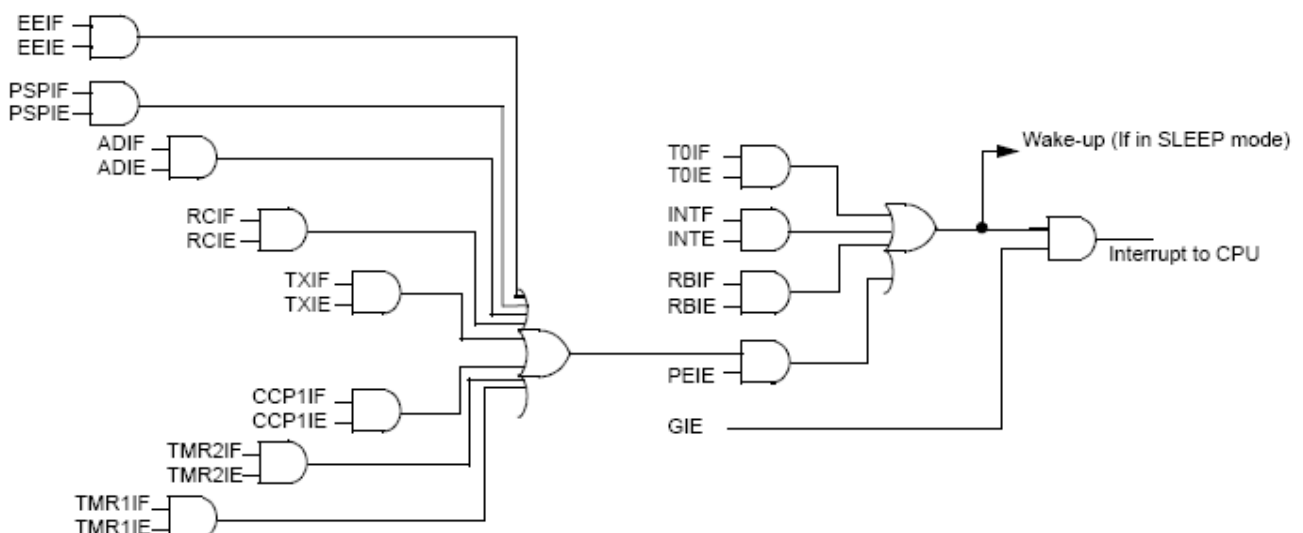 EEIF
EEIE
PSPIF
PSPIE
ADIF
ADIE
RCIF
RCIE
TXIF
TXIE
CCP1IF
CCP1IE
TMR2IF
TMR2IE
TMR1IF
TMR1IE
T0IF
T0IE
INTF
INTE
RBIF
RBIE
PEIE
GIE
Wake-up (If in SLEEP mode)
Interrupt to CPU